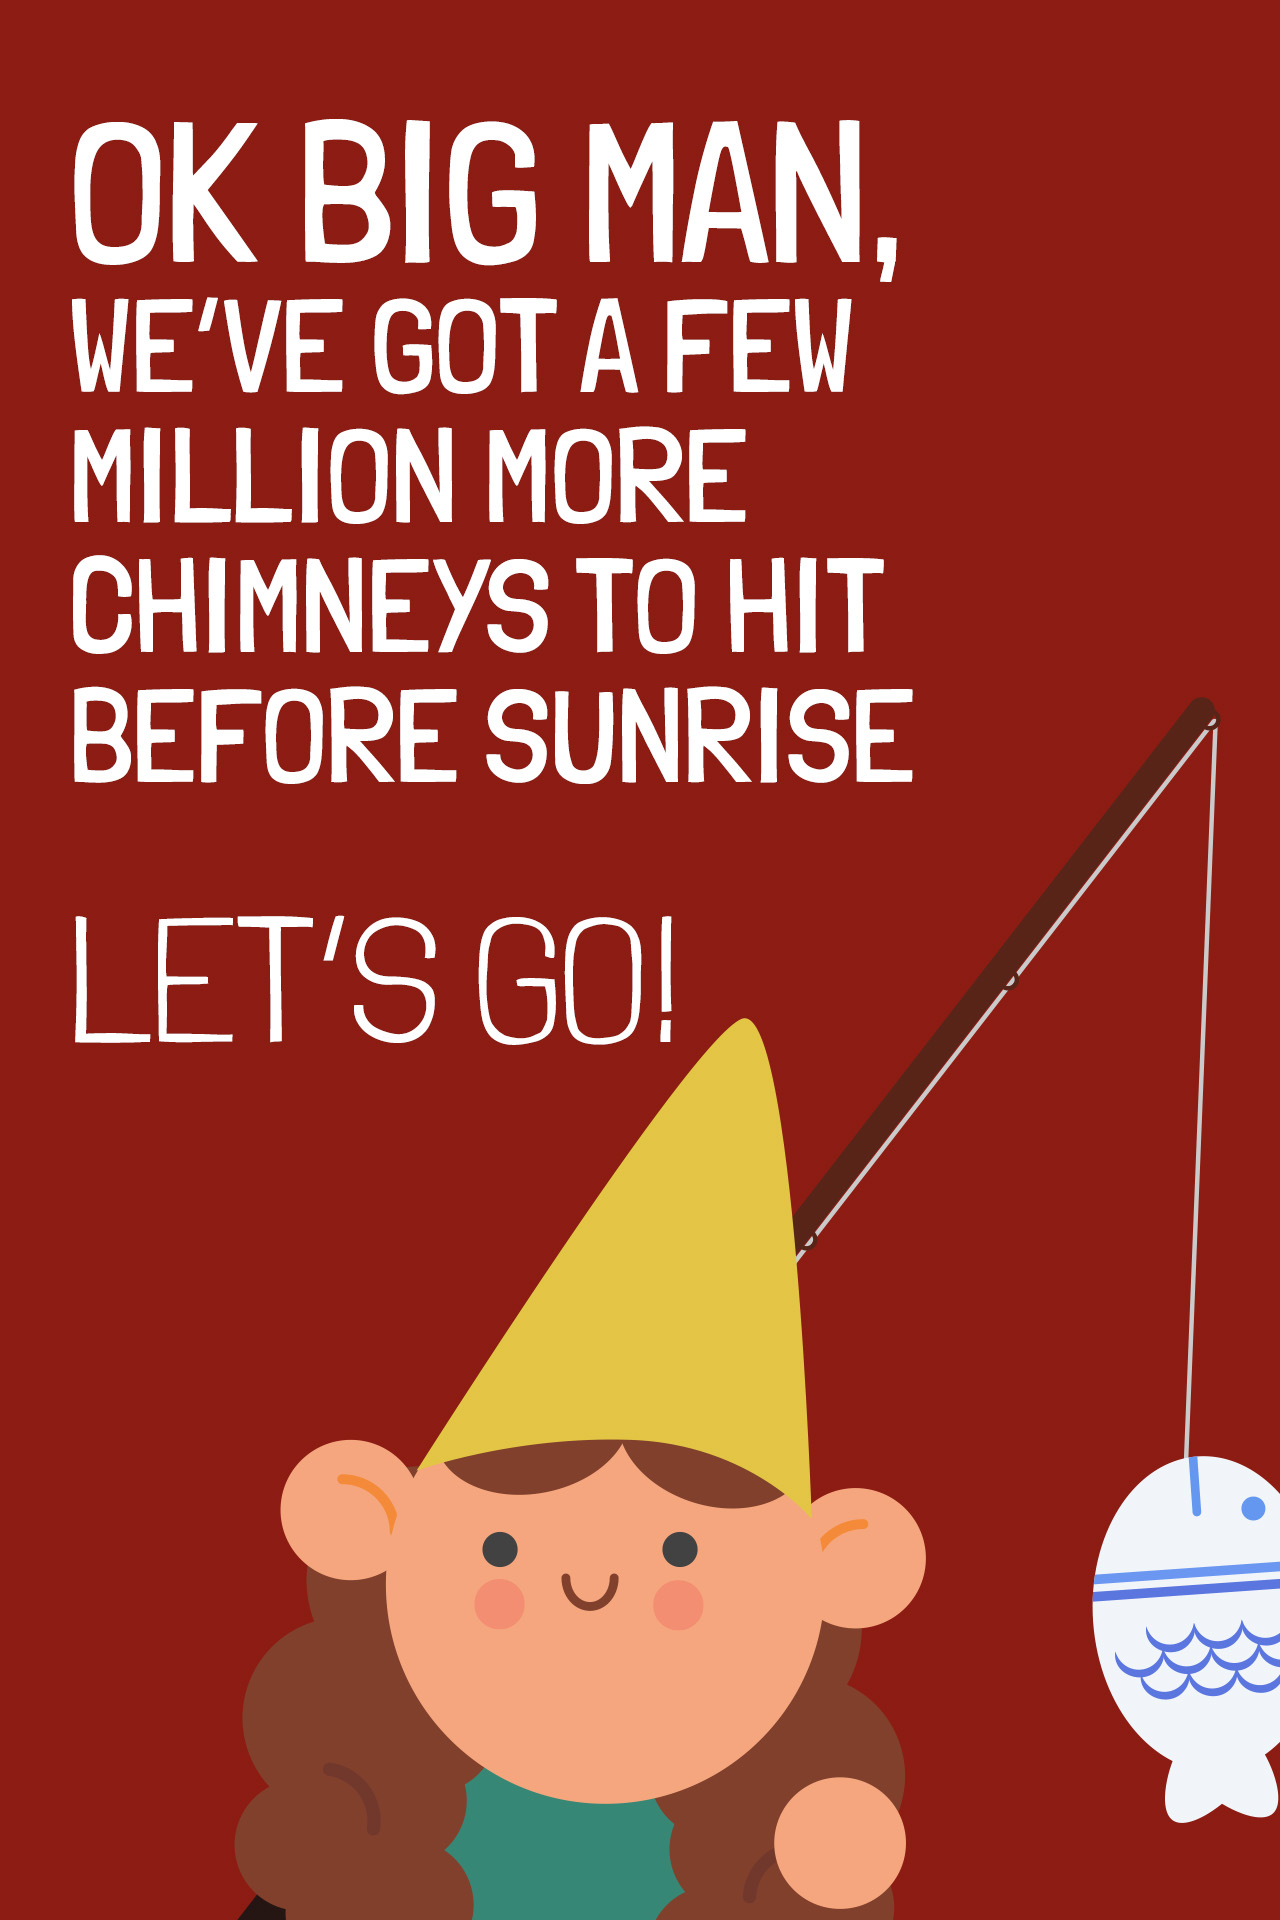 OK BIG MAN,
WE'VE GOT A FEW
MILLION MORE
CHIMNEYS TO HIT
BEFORE SUNRISE
LET'S GO!